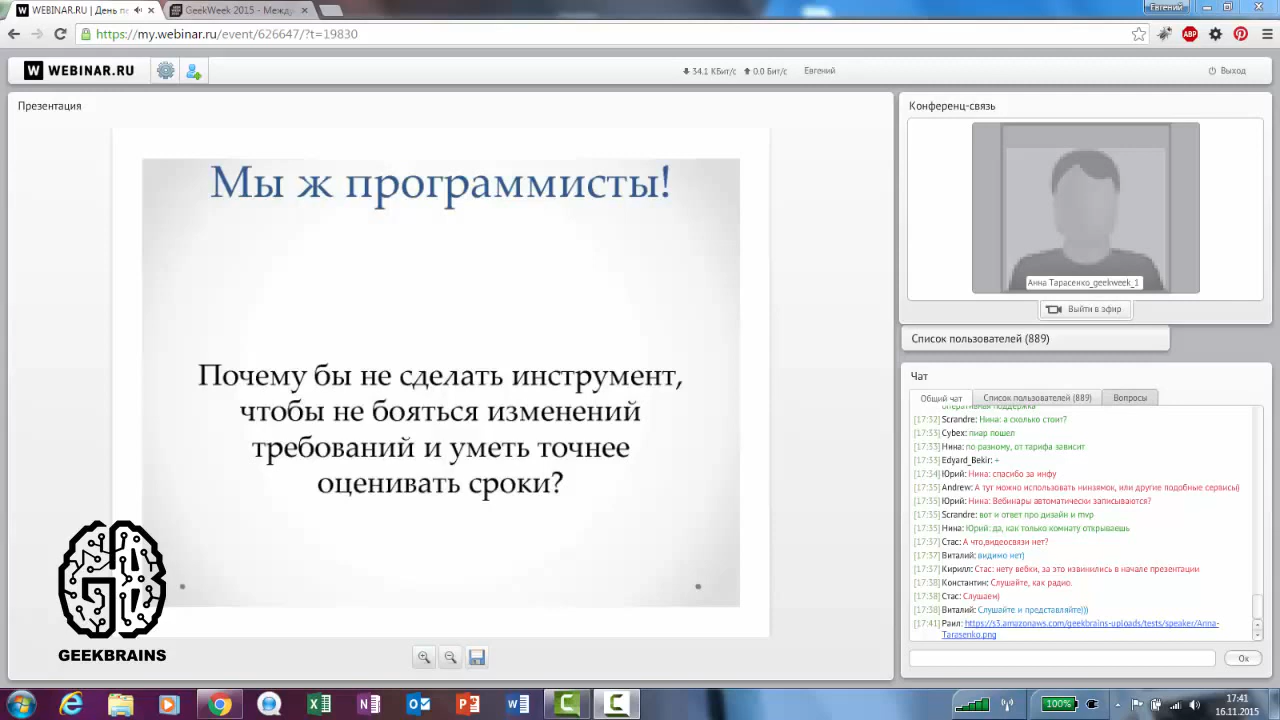 WEBINAR.RU | День по
GeekWeek 2015 - Между
Евгений
https://my.webinar.ru/event/626647/?t=19830
ABP
W WEBINAR.RU
34.1 КБит/с
0.0 Бит/с
Евгений
Выход
Презентация
Мы ж программисты!
Почему бы не сделать инструмент,
чтобы не бояться изменений
требований и уметь точнее
оценивать сроки?
GEEKBRAINS
Конференц-связь
Анна Тарасенко_geekweek_1
Выйти в эфир
Список пользователей (889)
Чат
Общий чат
Список пользователей (889)
Вопросы
оперативная поддержка
[17:32] Scrandre: Нина: а сколько стоит?
[17:33] Cybex: пиар пошел
[17:33] Нина: по разному, от тарифа зависит
[17:33] Edyard_Bekir: +
[17:34] Юрий: Нина: спасибо за инфу
[17:35] Andrew: А тут можно использовать нинзямок, или другие подобные сервисы)
[17:35] Юрий: Нина: Вебинары автоматически записываются?
[17:35] Scrandre: вот и ответ про дизайн и mvp
[17:35] Нина: Юрий: да, как только комнату открываешь
[17:37] Стас: А что,видеосвязи нет?
[17:37] Виталий: видимо нет)
[17:37] Кирилл: Стас: нету вебки, за это извинились в начале презентации
[17:38] Константин: Слушайте, как радио.
[17:38] Стас: Слушаем)
[17:38] Виталий: Слушайте и представляйте)))
[17:41] Раил: https://s3.amazonaws.com/geekbrains-uploads/tests/speaker/Anna-
Tarasenko.png
Ок
100%
17:41
16.11.2015